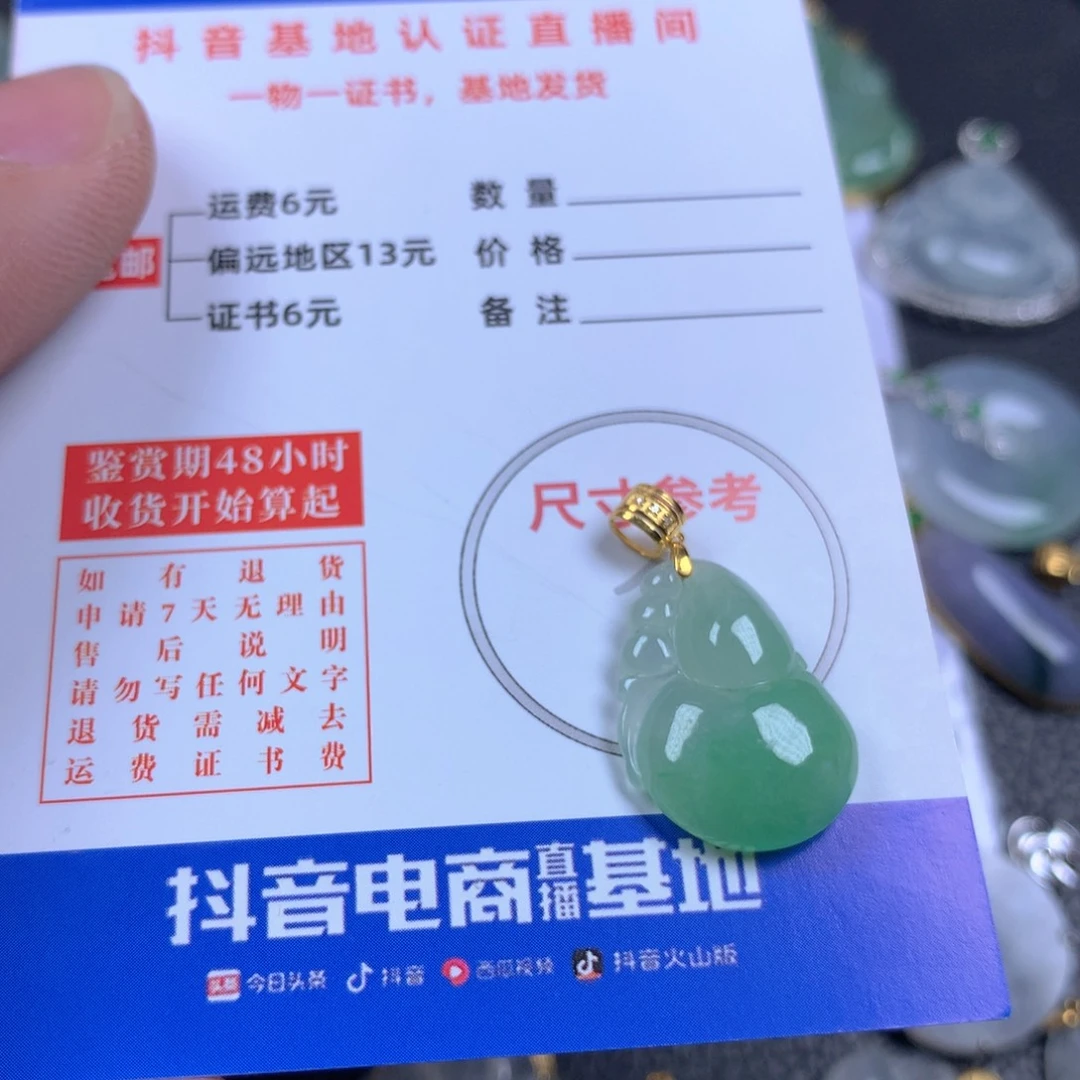 抖音基地认证直播间
一物一证书，基地发货
运费6元
偏远地区13元
证书6元
邮
数量
价格
备注
鉴赏期48小时
收货开始算起
如有退货
申请7天无理由
售后说明
请勿写任何文字
退货需减去
运费证书费
尺寸参考
抖音电商直播基地
头条 今日头条 抖音 西瓜视频 抖音火山版